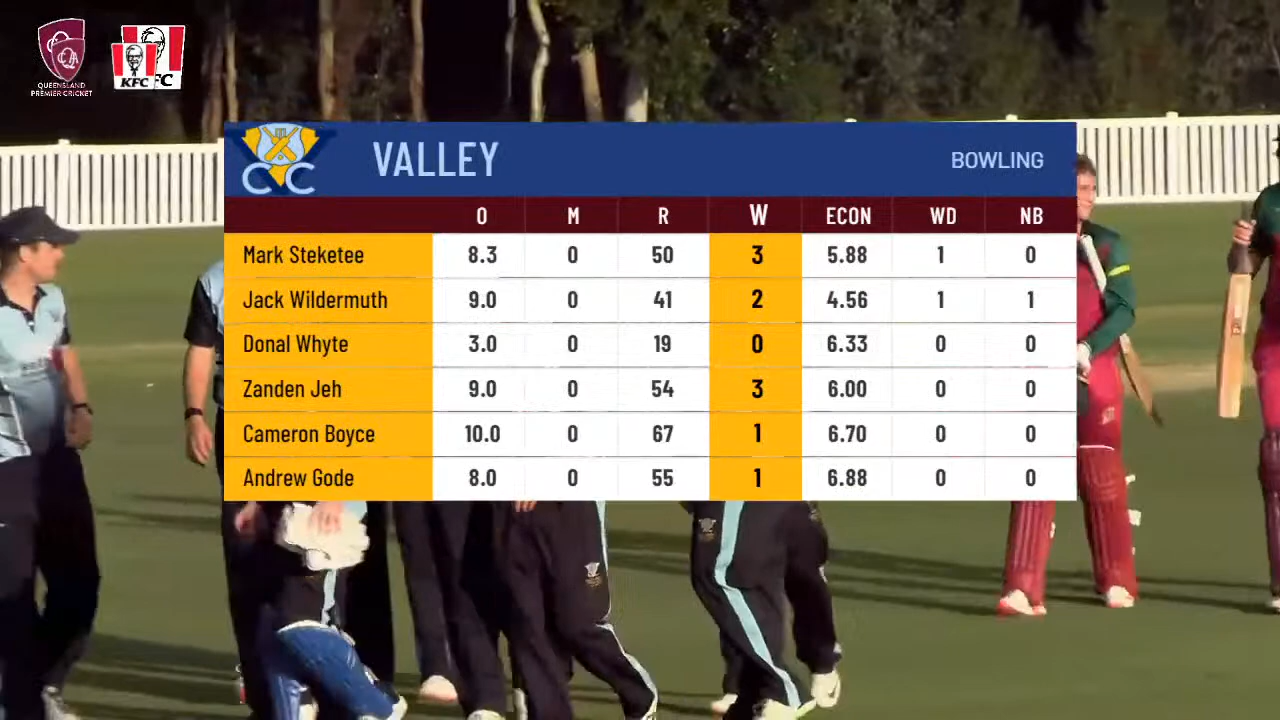 QUEENSLAND
PREMIER CRICKET
KFC
FC
CVC
VALLEY
BOWLING
O M R W ECON WD NB
Mark Steketee 8.3 0 50 3 5.88 1 0
Jack Wildermuth 9.0 0 41 2 4.56 1 1
Donal Whyte 3.0 0 19 0 6.33 0 0
Zanden Jeh 9.0 0 54 3 6.00 0 0
Cameron Boyce 10.0 0 67 1 6.70 0 0
Andrew Gode 8.0 0 55 1 6.88 0 0